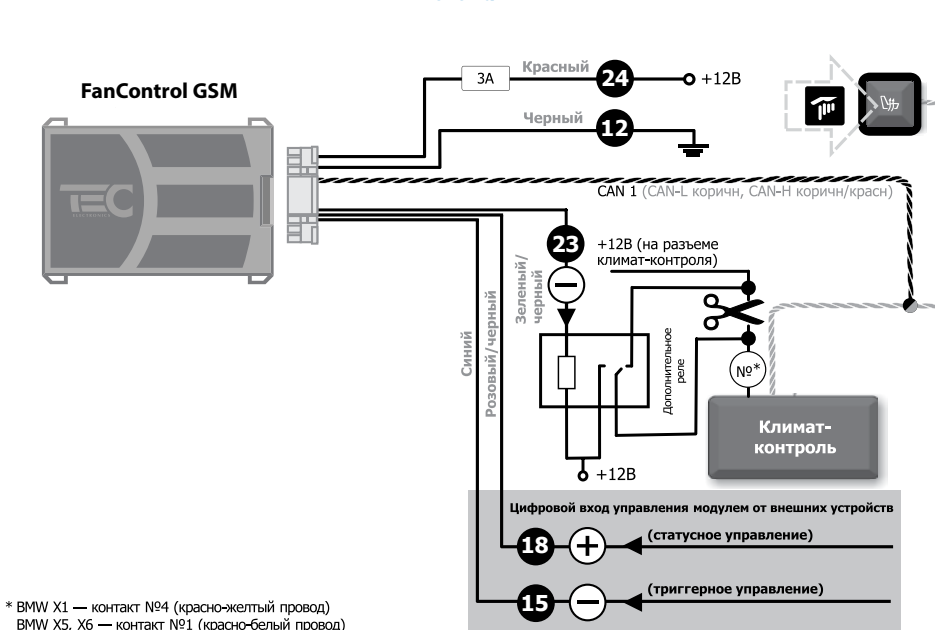 FanControl GSM
TEC
3А
Красный
24
+12В
Черный
12
CAN 1 (CAN-L коричн, CAN-H коричн/красн)
23
+12В (на разъеме
климат-контроля)
Зеленый/
черный
Синий
Розовый/черный
Дополнительное
реле
№*
Климат-
контроль
+12В
Цифровой вход управления модулем от внешних устройств
18
+
(статусное управление)
15
−
(триггерное управление)
* BMW X1 — контакт №4 (красно-желтый провод)
BMW X5, X6 — контакт №1 (красно-белый провод)